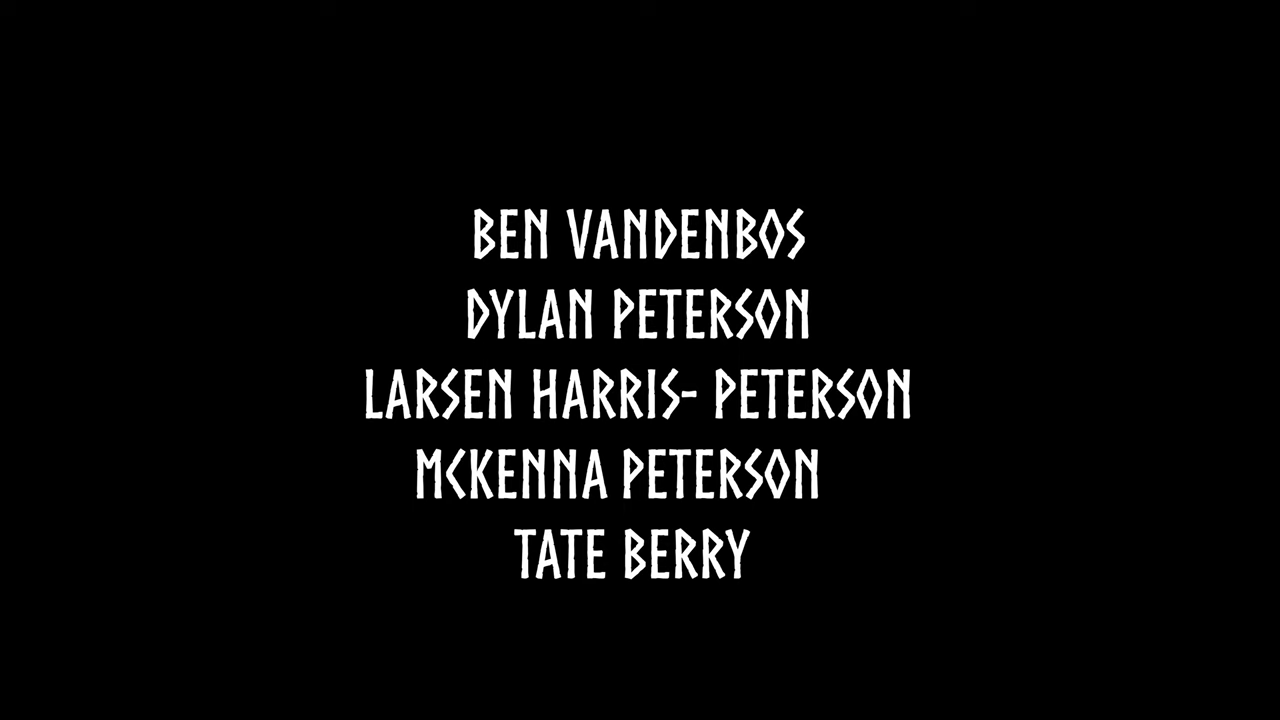 BEN VANDENBOS
DYLAN PETERSON
LARSEN HARRIS- PETERSON
MCKENNA PETERSON
TATE BERRY